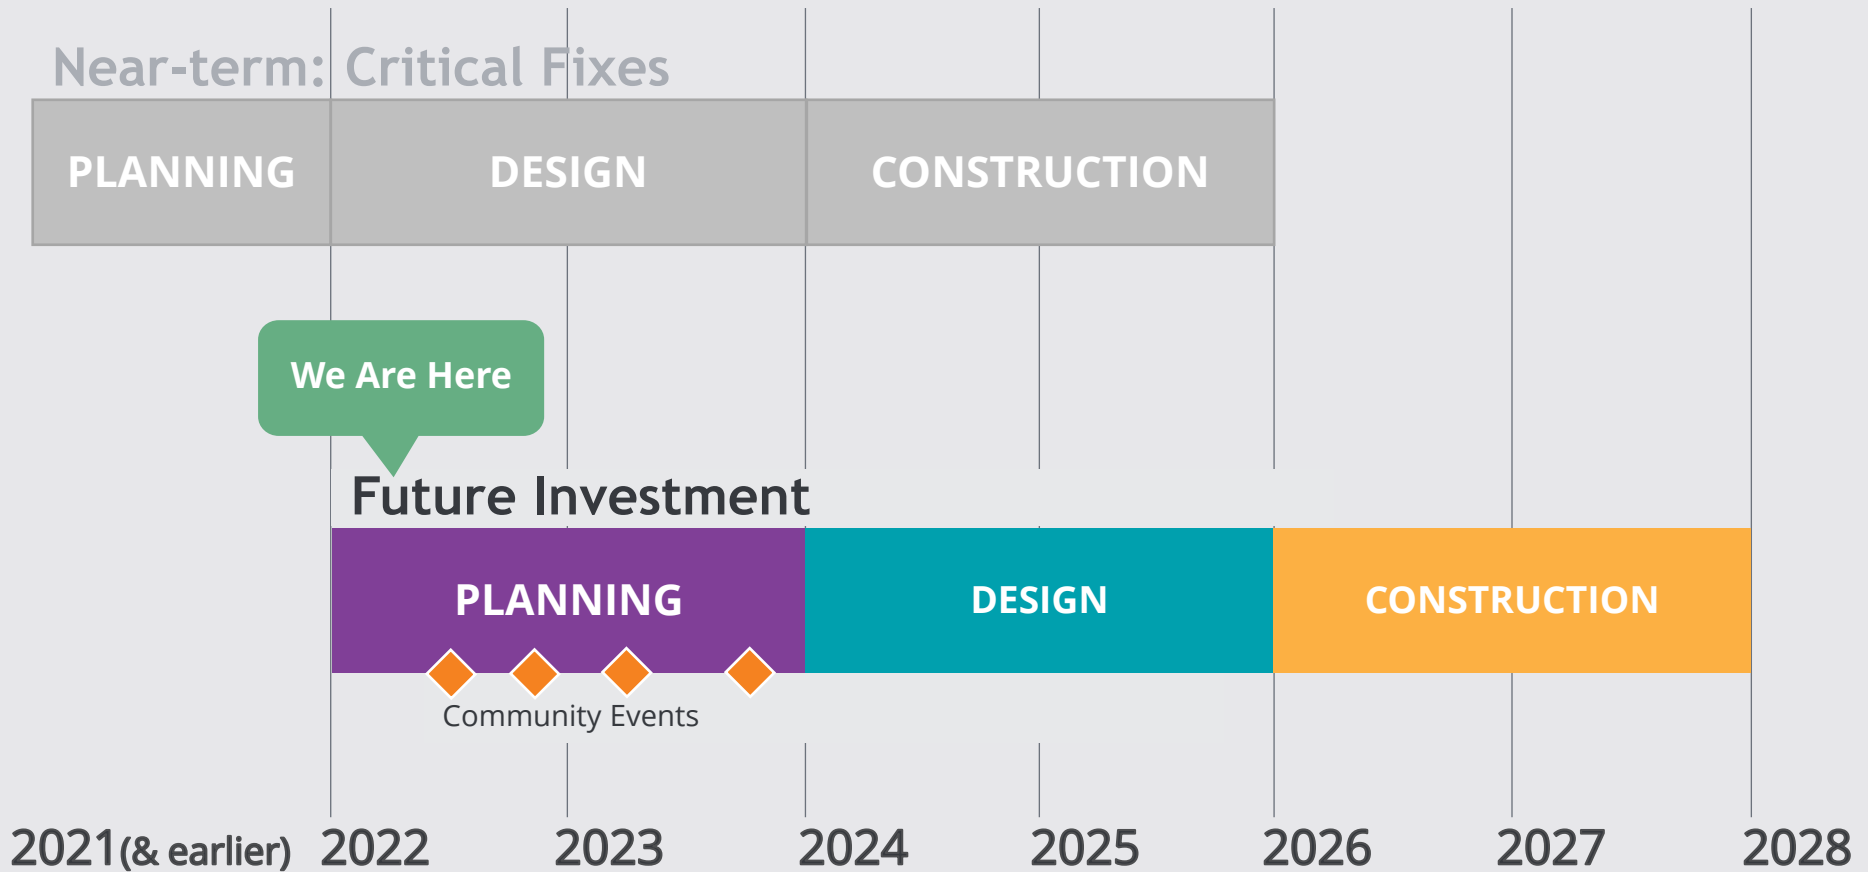 Near-term: Critical Fixes
PLANNING DESIGN CONSTRUCTION
We Are Here
Future Investment
PLANNING DESIGN CONSTRUCTION
Community Events
2021(& earlier) 2022 2023 2024 2025 2026 2027 2028